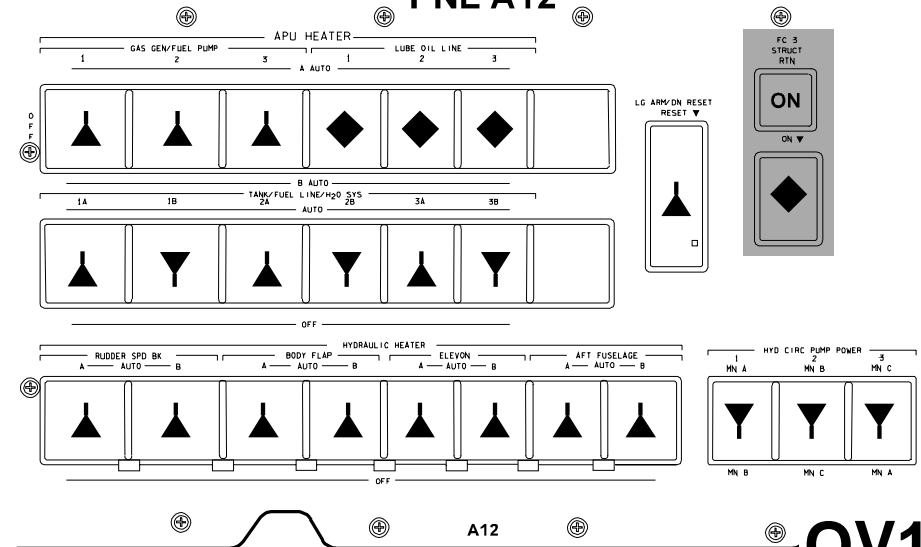 PNL A12
APU HEATER
GAS GEN/FUEL PUMP LUBE OIL LINE
1 2 3 1 2 3
A AUTO
OFF
B AUTO
TANK/FUEL LINE/H2O SYS
1A 1B 2A 2B 3A 3B
AUTO
OFF
LG ARM/DN RESET
RESET ▼
FC 3
STRUCT
RTN
ON
ON ▼
HYDRAULIC HEATER
RUDDER SPD BK BODY FLAP ELEVON AFT FUSELAGE
A AUTO B A AUTO B A AUTO B A AUTO B
OFF
HYD CIRC PUMP POWER
1 2 3
MN A MN B MN C
MN B MN C MN A
A12
OV1